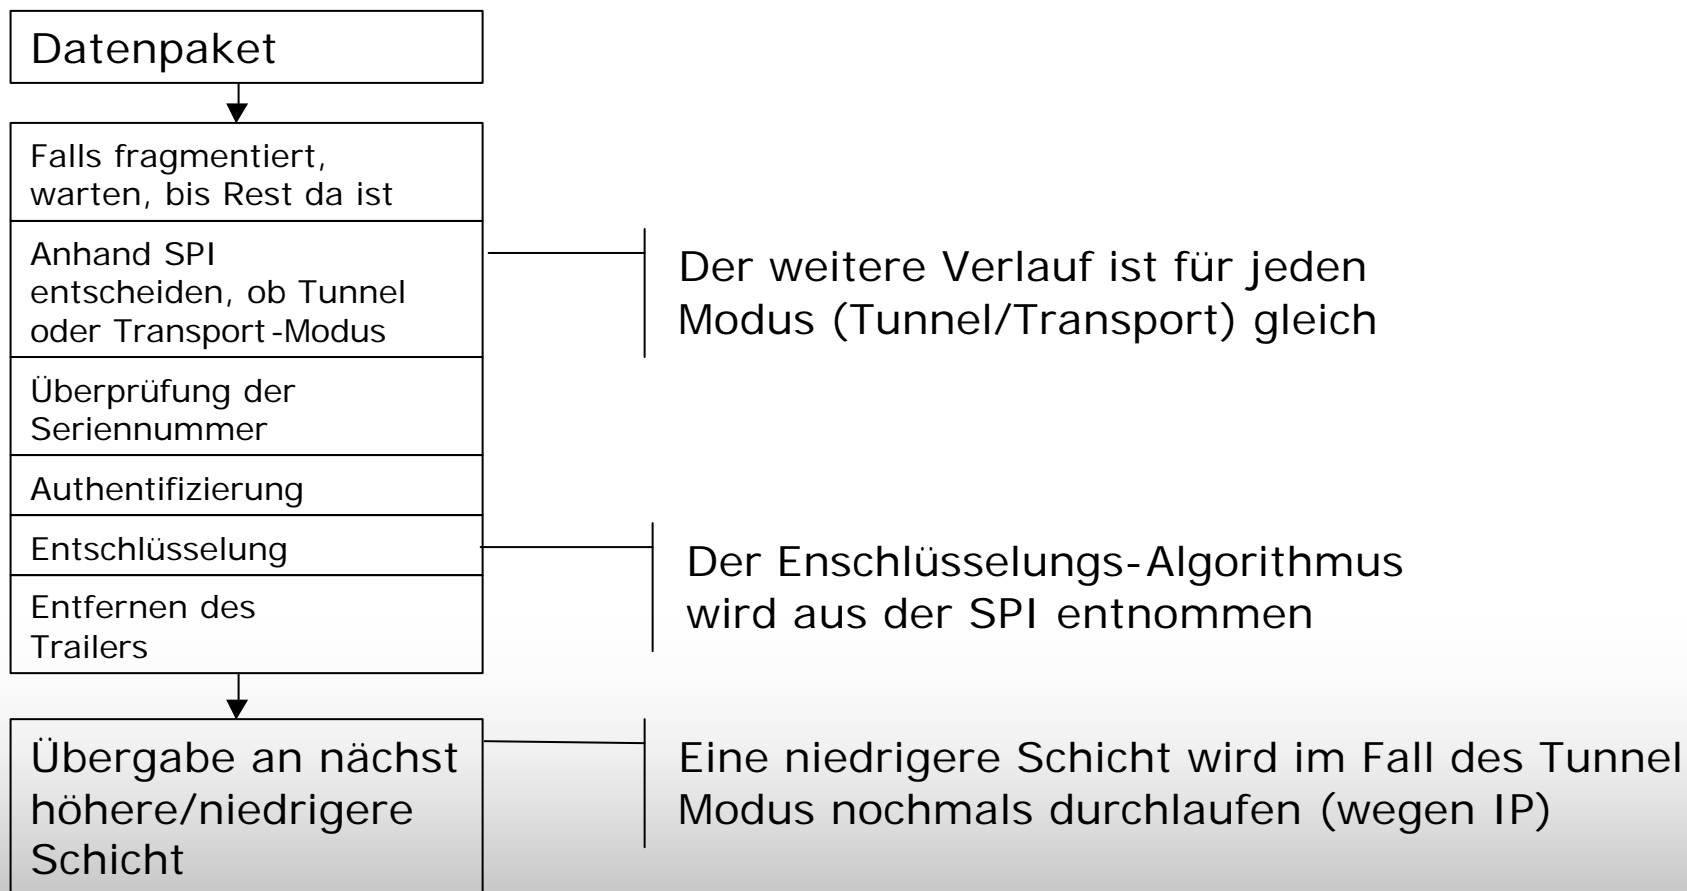 Datenpaket
Falls fragmentiert,
warten, bis Rest da ist
Anhand SPI
entscheiden, ob Tunnel
oder Transport-Modus
Der weitere Verlauf ist für jeden
Modus (Tunnel/Transport) gleich
Überprüfung der
Seriennummer
Authentifizierung
Entschlüsselung
Der Enschlüsselungs-Algorithmus
wird aus der SPI entnommen
Entfernen des
Trailers
Übergabe an nächst
höhere/niedrigere
Schicht
Eine niedrigere Schicht wird im Fall des Tunnel
Modus nochmals durchlaufen (wegen IP)